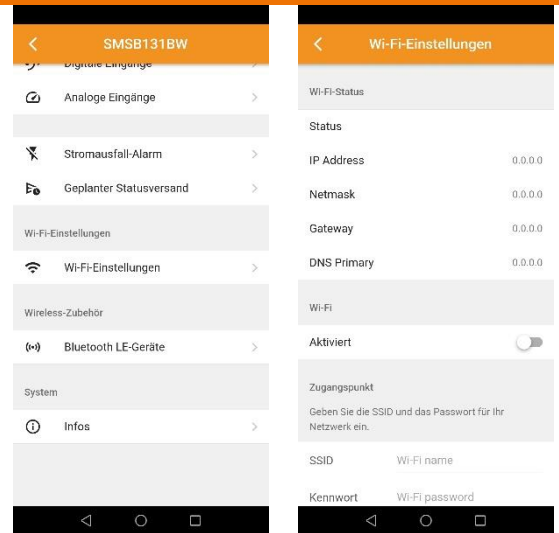 SMSB131BW
Digitale Eingänge
Analoge Eingänge
Stromausfall-Alarm
Geplanter Statusversand
Wi-Fi-Einstellungen
Wi-Fi-Einstellungen
Wireless-Zubehör
Bluetooth LE-Geräte
System
Infos
Wi-Fi-Einstellungen
Wi-Fi-Status
Status
IP Address 0.0.0.0
Netmask 0.0.0.0
Gateway 0.0.0.0
DNS Primary 0.0.0.0
Wi-Fi
Aktiviert
Zugangspunkt
Geben Sie die SSID und das Passwort für Ihr
Netzwerk ein.
SSID Wi-Fi name
Kennwort Wi-Fi password